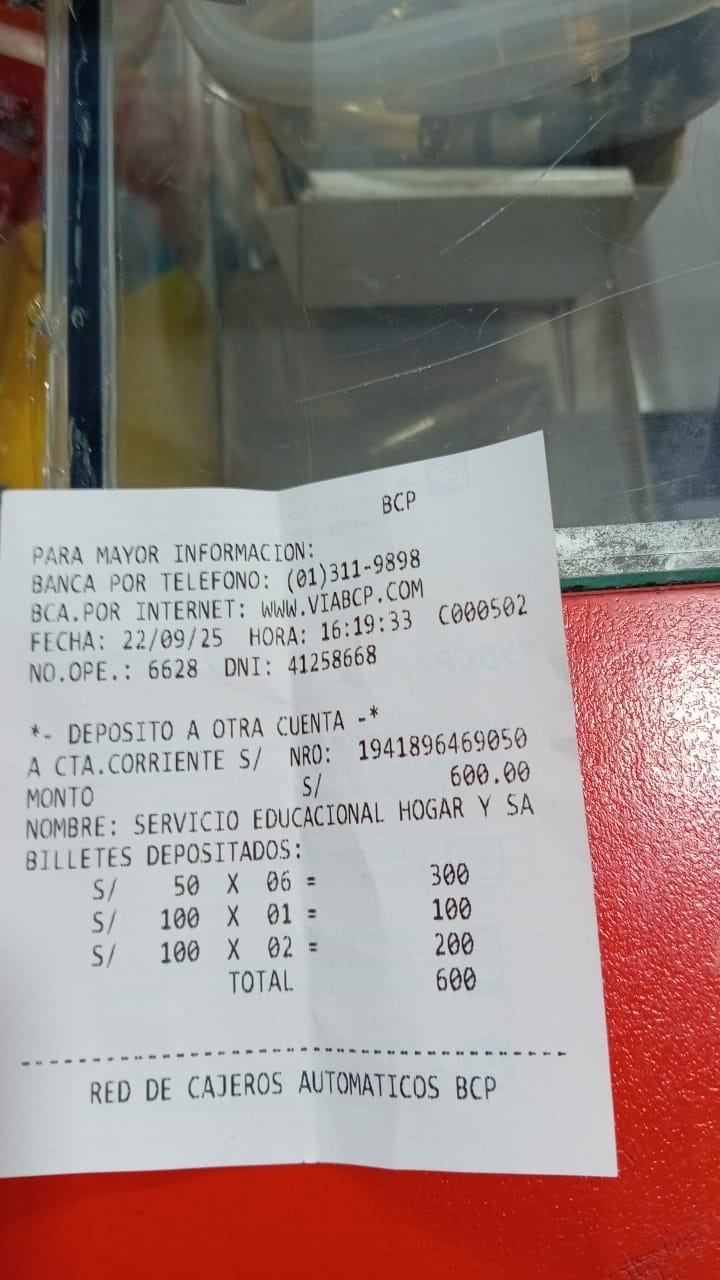 BCP
PARA MAYOR INFORMACION:
BANCA POR TELEFONO: (01)311-9898
BCA.POR INTERNET: WWW.VIABCP.COM
FECHA: 22/09/25 HORA: 16:19:33 C000502
NO.OPE.: 6628 DNI: 41258668
*- DEPOSITO A OTRA CUENTA -*
A CTA.CORRIENTE S/ NRO: 1941896469050
MONTO S/ 600.00
NOMBRE: SERVICIO EDUCACIONAL HOGAR Y SA
BILLETES DEPOSITADOS:
S/ 50 X 06 = 300
S/ 100 X 01 = 100
S/ 100 X 02 = 200
TOTAL 600
RED DE CAJEROS AUTOMATICOS BCP